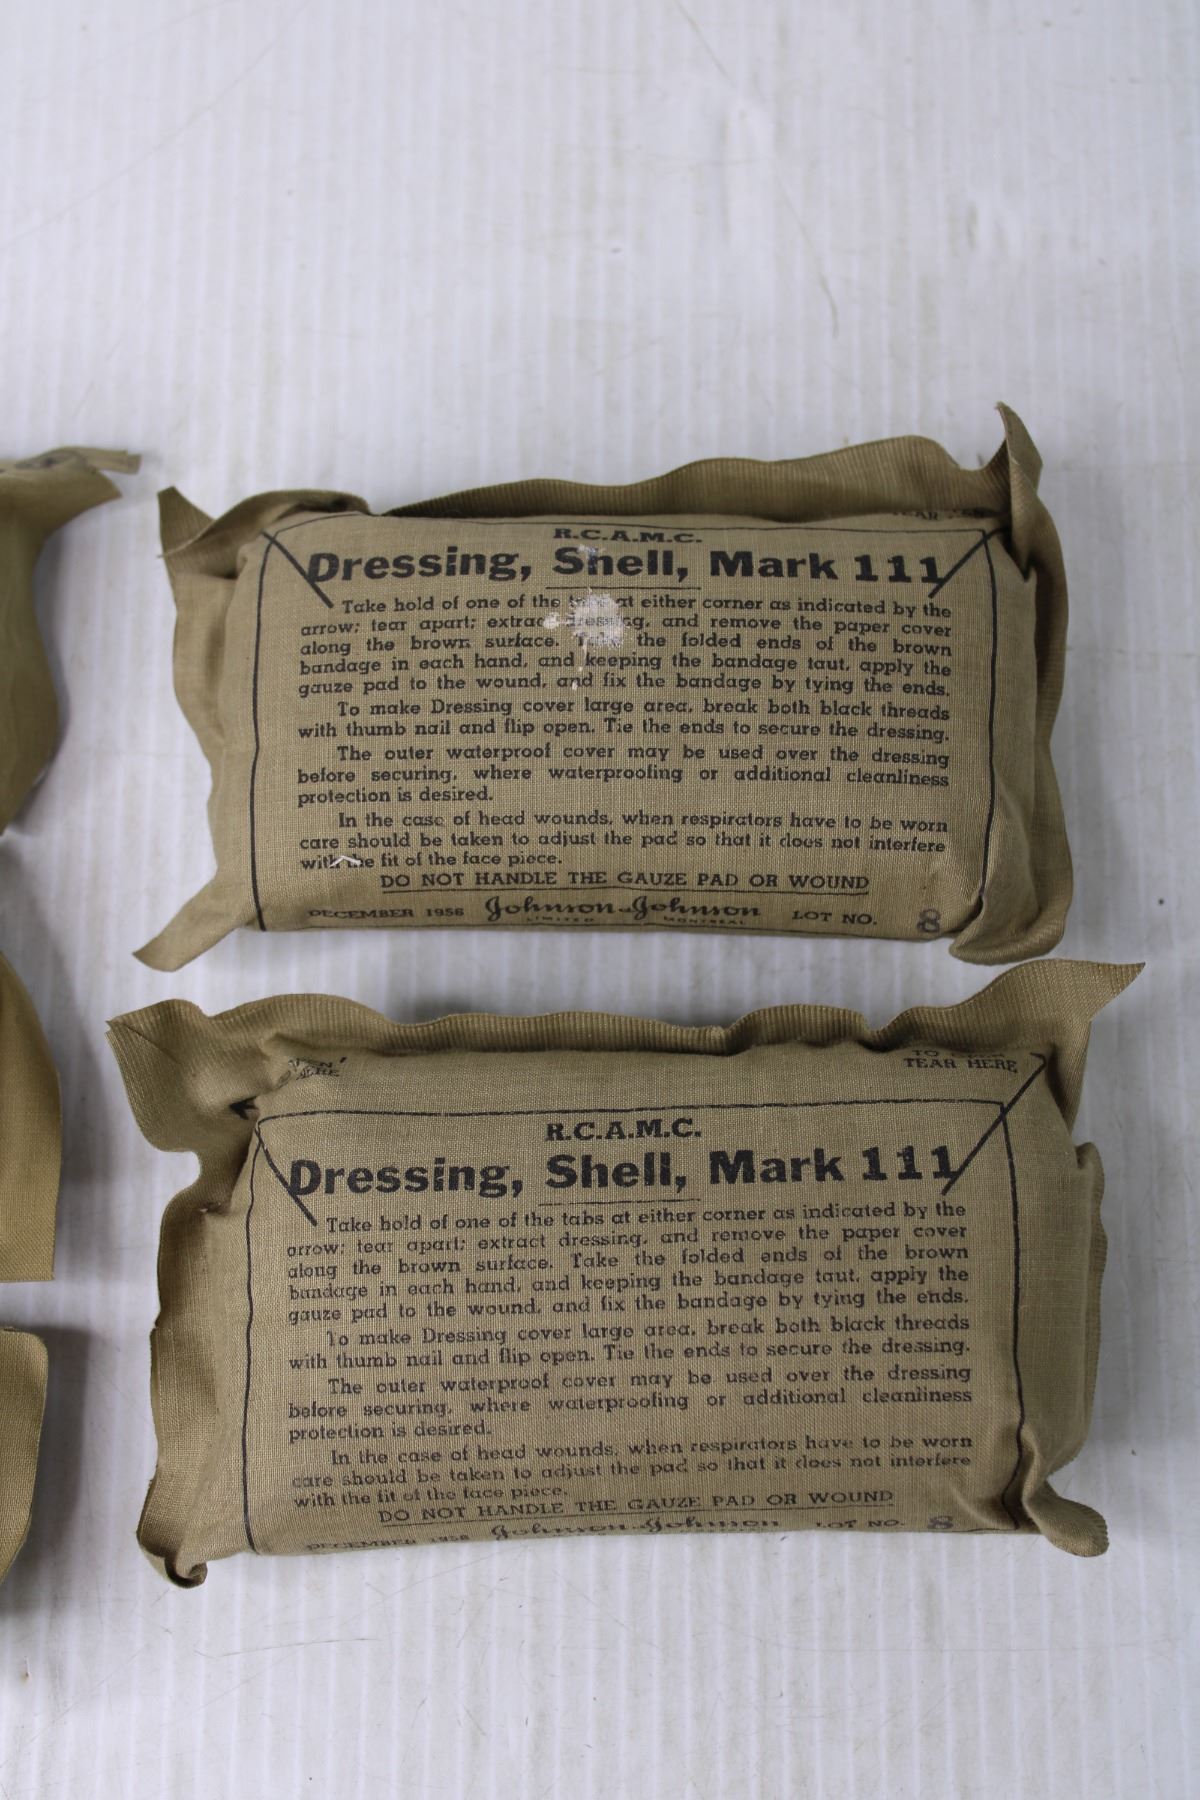 TEAR
R.C.A.M.C.
Dressing, Shell, Mark 111
Take hold of one of the tabs at either corner as indicated by the
arrow; tear apart; extract dressing, and remove the paper cover
along the brown surface. Take the folded ends of the brown
bandage in each hand, and keeping the bandage taut, apply the
gauze pad to the wound, and fix the bandage by tying the ends.
To make Dressing cover large area, break both black threads
with thumb nail and flip open. Tie the ends to secure the dressing.
The outer waterproof cover may be used over the dressing
before securing, where waterproofing or additional cleanliness
protection is desired.
In the case of head wounds, when respirators have to be worn
care should be taken to adjust the pad so that it does not interfere
with the fit of the face piece.
DO NOT HANDLE THE GAUZE PAD OR WOUND
DECEMBER 1956 Johnson & Johnson LOT NO. 8
LIMITED MONTREAL
TO OPEN
TEAR HERE
R.C.A.M.C.
Dressing, Shell, Mark 111
Take hold of one of the tabs at either corner as indicated by the
arrow; tear apart; extract dressing, and remove the paper cover
along the brown surface. Take the folded ends of the brown
bandage in each hand, and keeping the bandage taut, apply the
gauze pad to the wound, and fix the bandage by tying the ends.
To make Dressing cover large area, break both black threads
with thumb nail and flip open. Tie the ends to secure the dressing.
The outer waterproof cover may be used over the dressing
before securing, where waterproofing or additional cleanliness
protection is desired.
In the case of head wounds, when respirators have to be worn
care should be taken to adjust the pad so that it does not interfere
with the fit of the face piece.
DO NOT HANDLE THE GAUZE PAD OR WOUND
DECEMBER 1956 Johnson & Johnson LOT NO. 8